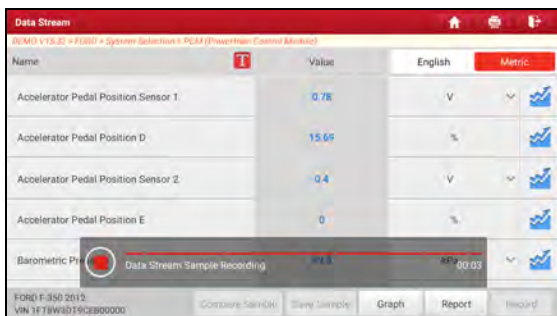 Data Stream
DEMO V15.32 > FORD > System Selection > PCM (Powertrain Control Module)
Name T Value English Metric
Accelerator Pedal Position Sensor 1 0.78 V
Accelerator Pedal Position D 15.69 %
Accelerator Pedal Position Sensor 2 0.4 V
Accelerator Pedal Position E 0 %
Barometric Pre kPa
Data Stream Sample Recording 00:03
FORD F-350 2012
VIN 1FT8W3DT9CEB00000
Compare Sample Save Sample Graph Report Record